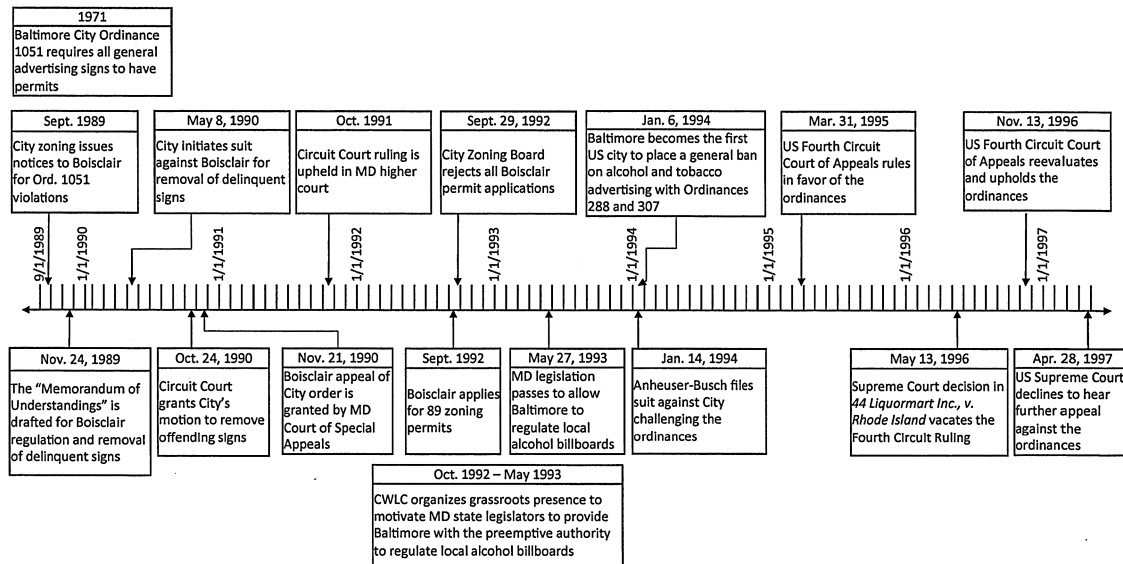 1971
Baltimore City Ordinance
1051 requires all general
advertising signs to have
permits
Sept. 1989
City zoning issues
notices to Boisclair
for Ord. 1051
violations
May 8, 1990
City initiates suit
against Boisclair for
removal of delinquent
signs
Oct. 1991
Circuit Court ruling is
upheld in MD higher
court
Sept. 29, 1992
City Zoning Board
rejects all Boisclair
permit applications
Jan. 6, 1994
Baltimore becomes the first
US city to place a general ban
on alcohol and tobacco
advertising with Ordinances
288 and 307
Mar. 31, 1995
US Fourth Circuit
Court of Appeals rules
in favor of the
ordinances
Nov. 13, 1996
US Fourth Circuit Court
of Appeals reevaluates
and upholds the
ordinances
9/1/1989
1/1/1990
1/1/1991
1/1/1992
1/1/1993
1/1/1994
1/1/1995
1/1/1996
1/1/1997
Nov. 24, 1989
The “Memorandum of
Understandings” is
drafted for Boisclair
regulation and removal
of delinquent signs
Oct. 24, 1990
Circuit Court
grants City’s
motion to remove
offending signs
Nov. 21, 1990
Boisclair appeal of
City order is
granted by MD
Court of Special
Appeals
Sept. 1992
Boisclair applies
for 89 zoning
permits
May 27, 1993
MD legislation
passes to allow
Baltimore to
regulate local
alcohol billboards
Jan. 14, 1994
Anheuser-Busch files
suit against City
challenging the
ordinances
May 13, 1996
Supreme Court decision in
44 Liquormart Inc., v.
Rhode Island vacates the
Fourth Circuit Ruling
Apr. 28, 1997
US Supreme Court
declines to hear
further appeal
against the
ordinances
Oct. 1992 – May 1993
CWLC organizes grassroots presence to
motivate MD state legislators to provide
Baltimore with the preemptive authority
to regulate local alcohol billboards